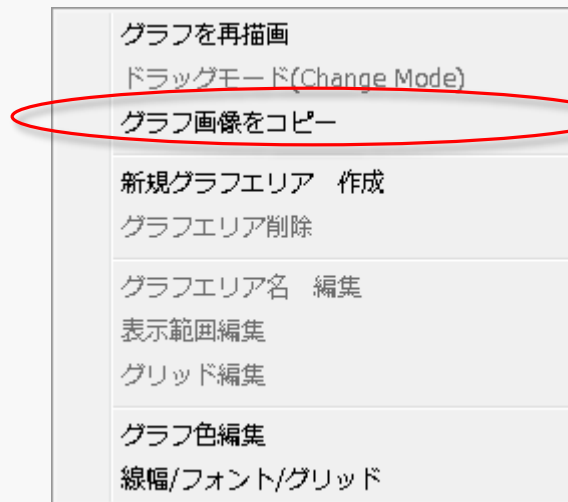 グラフを再描画
ドラッグモード(Change Mode)
グラフ画像をコピー
新規グラフエリア　作成
グラフエリア削除
グラフエリア名　編集
表示範囲編集
グリッド編集
グラフ色編集
線幅/フォント/グリッド